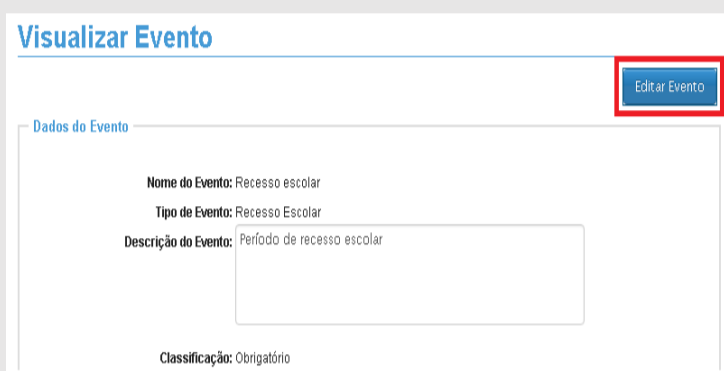 Visualizar Evento
Editar Evento
Dados do Evento
Nome do Evento: Recesso escolar
Tipo de Evento: Recesso Escolar
Descrição do Evento: Período de recesso escolar
Classificação: Obrigatório